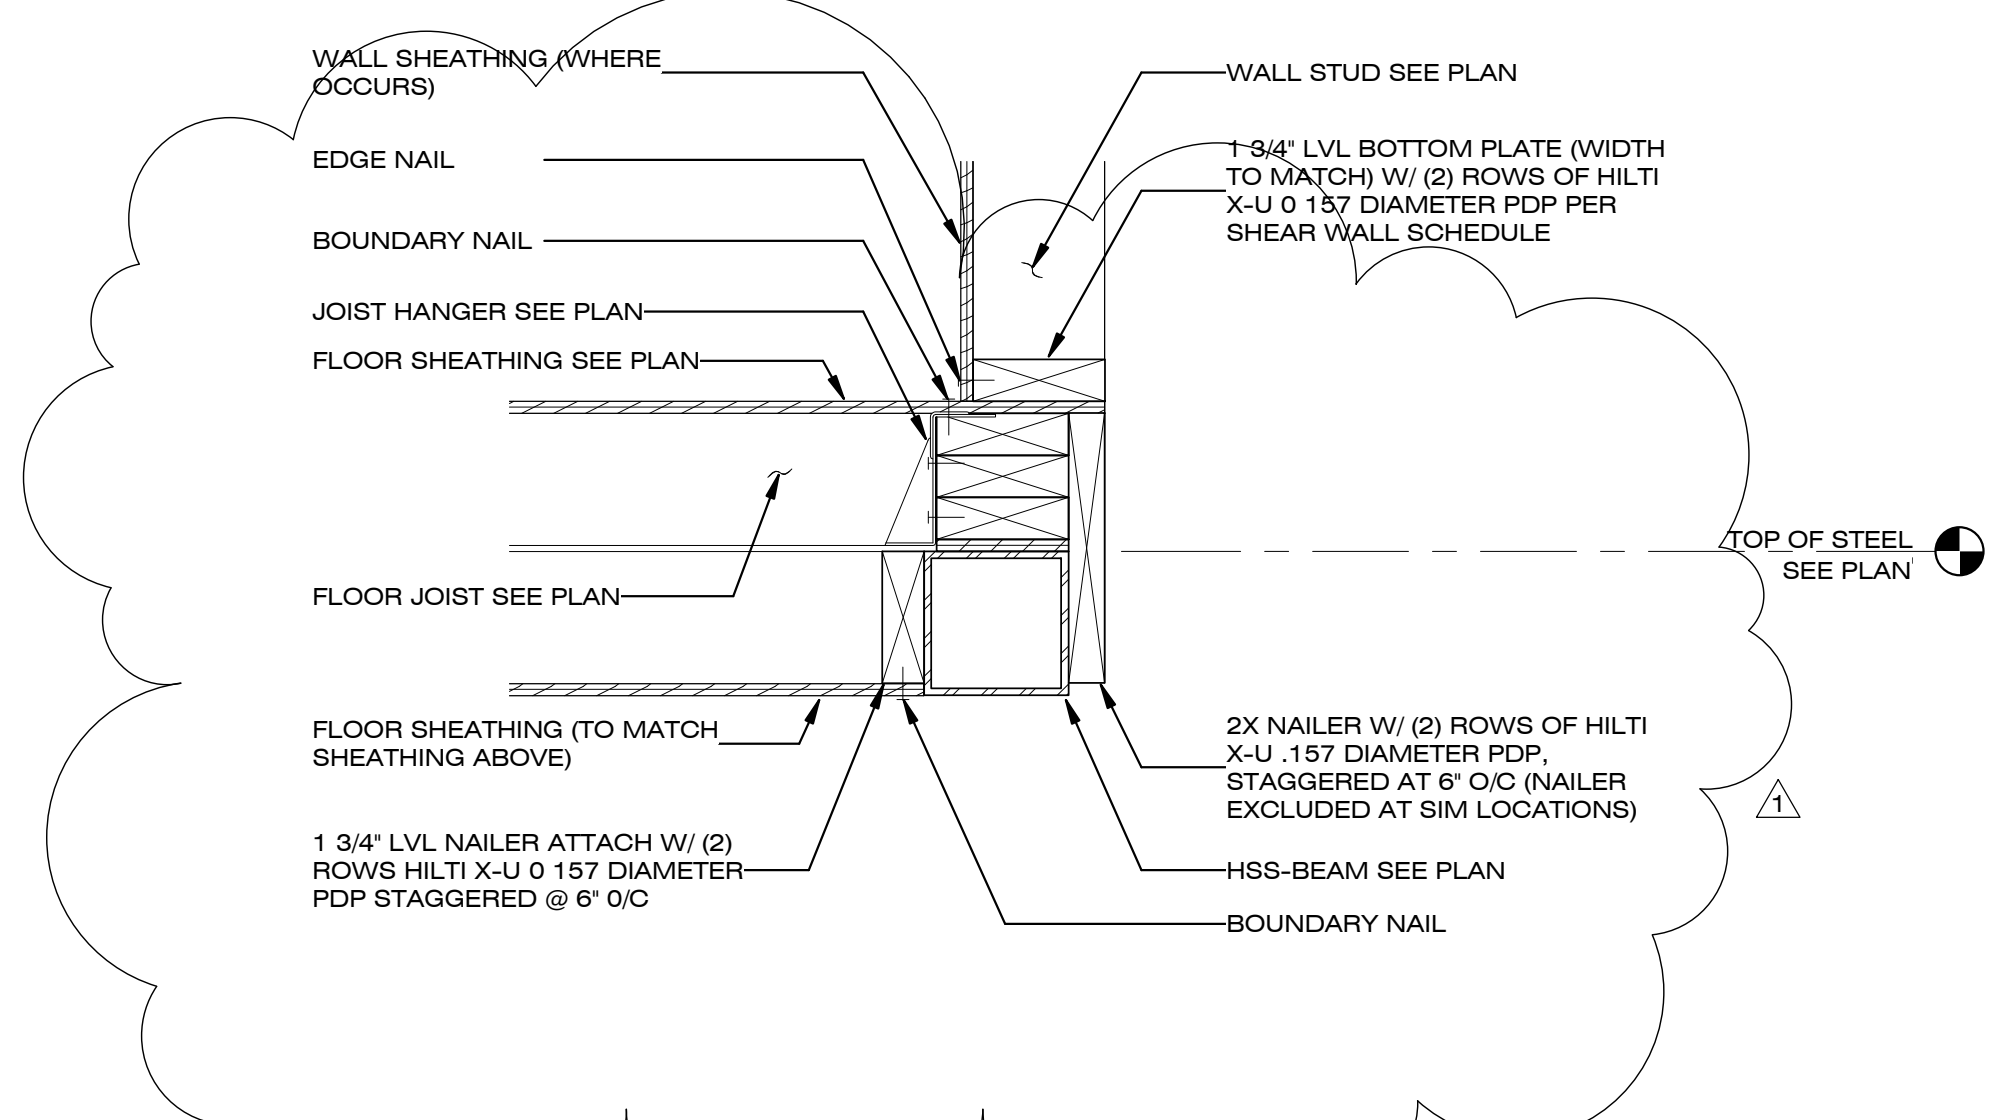 WALL SHEATHING (WHERE
OCCURS)
EDGE NAIL
BOUNDARY NAIL
JOIST HANGER SEE PLAN
FLOOR SHEATHING SEE PLAN
FLOOR JOIST SEE PLAN
FLOOR SHEATHING (TO MATCH
SHEATHING ABOVE)
1 3/4" LVL NAILER ATTACH W/ (2)
ROWS HILTI X-U 0 157 DIAMETER
PDP STAGGERED @ 6" 0/C
WALL STUD SEE PLAN
1 3/4" LVL BOTTOM PLATE (WIDTH
TO MATCH) W/ (2) ROWS OF HILTI
X-U 0 157 DIAMETER PDP PER
SHEAR WALL SCHEDULE
TOP OF STEEL
SEE PLAN
2X NAILER W/ (2) ROWS OF HILTI
X-U .157 DIAMETER PDP,
STAGGERED AT 6" O/C (NAILER
EXCLUDED AT SIM LOCATIONS)
1
HSS-BEAM SEE PLAN
BOUNDARY NAIL